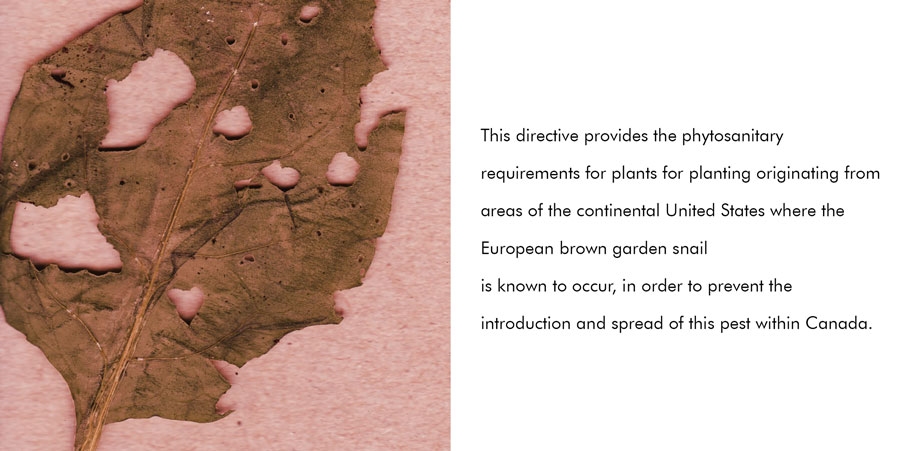 This directive provides the phytosanitary
requirements for plants for planting originating from
areas of the continental United States where the
European brown garden snail
is known to occur, in order to prevent the
introduction and spread of this pest within Canada.